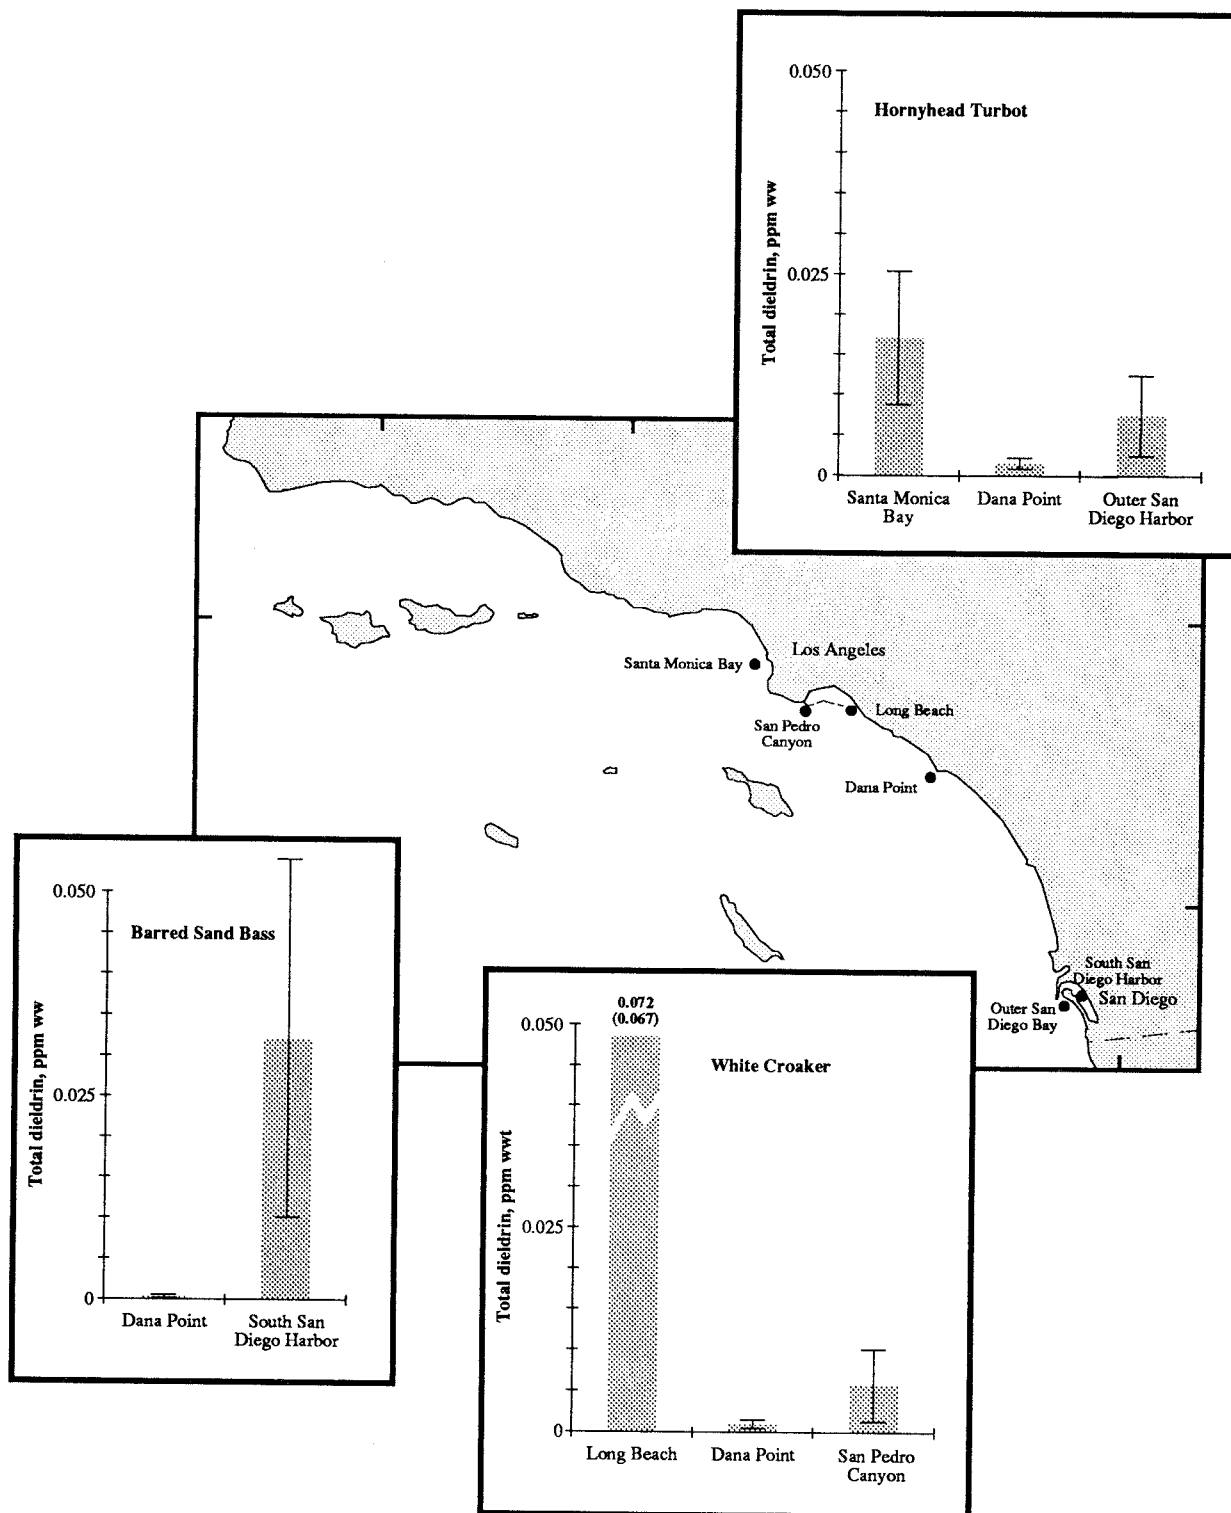 0.050
Hornyhead Turbot
Total dieldrin, ppm ww
0.025
0
Santa Monica
Bay
Dana Point
Outer San
Diego Harbor
Los Angeles
Santa Monica Bay
San Pedro
Canyon
Long Beach
Dana Point
South San
Diego Harbor
San Diego
Outer San
Diego Bay
0.050
Barred Sand Bass
Total dieldrin, ppm ww
0.025
0
Dana Point
South San
Diego Harbor
0.072
(0.067)
0.050
White Croaker
Total dieldrin, ppm wwt
0.025
0
Long Beach
Dana Point
San Pedro
Canyon